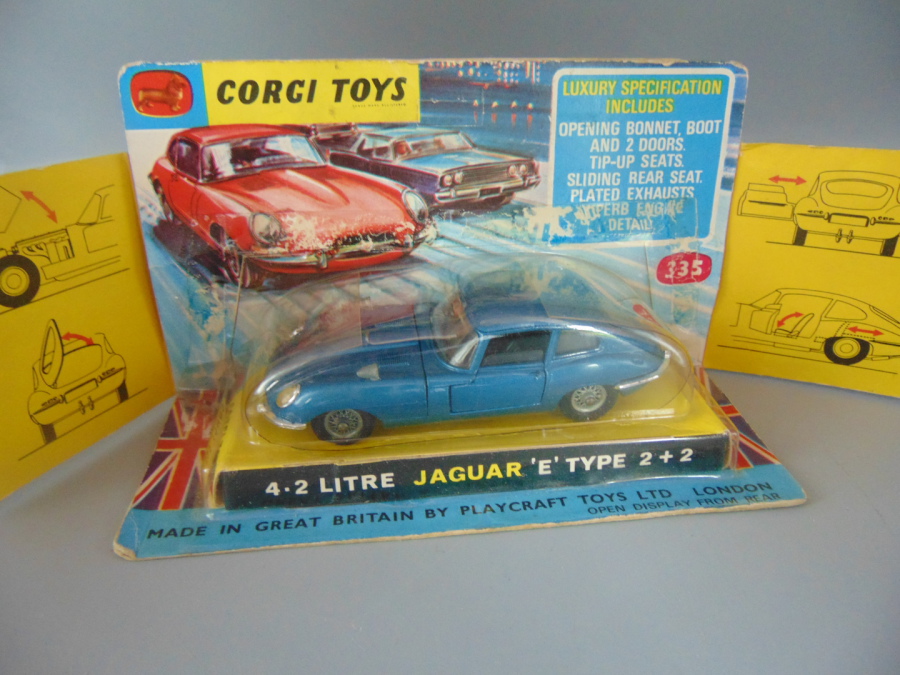 CORGI TOYS
LUXURY SPECIFICATION
INCLUDES
OPENING BONNET, BOOT
AND 2 DOORS.
TIP-UP SEATS.
SLIDING REAR SEAT.
PLATED EXHAUSTS
ENGINE
DETAIL
335
4·2 LITRE JAGUAR 'E' TYPE 2+2
MADE IN GREAT BRITAIN BY PLAYCRAFT TOYS LTD LONDON
OPEN DISPLAY FROM REAR